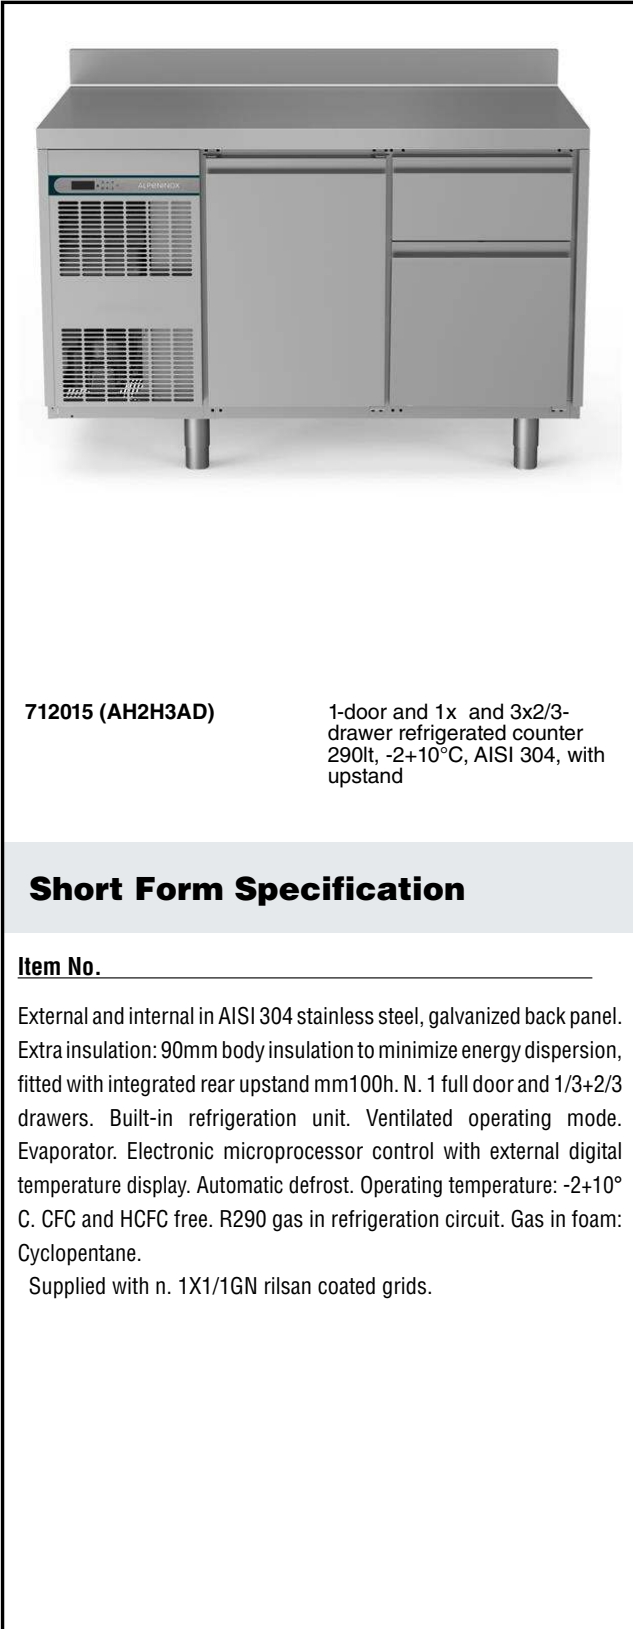 ALPENINOX
712015 (AH2H3AD)
1-door and 1x  and 3x2/3-
drawer refrigerated counter
290lt, -2+10°C, AISI 304, with
upstand
Short Form Specification
Item No.
External and internal in AISI 304 stainless steel, galvanized back panel.
Extra insulation: 90mm body insulation to minimize energy dispersion,
fitted with integrated rear upstand mm100h. N. 1 full door and 1/3+2/3
drawers. Built-in refrigeration unit. Ventilated operating mode.
Evaporator. Electronic microprocessor control with external digital
temperature display. Automatic defrost. Operating temperature: -2+10°
C. CFC and HCFC free. R290 gas in refrigeration circuit. Gas in foam:
Cyclopentane.
Supplied with n. 1X1/1GN rilsan coated grids.